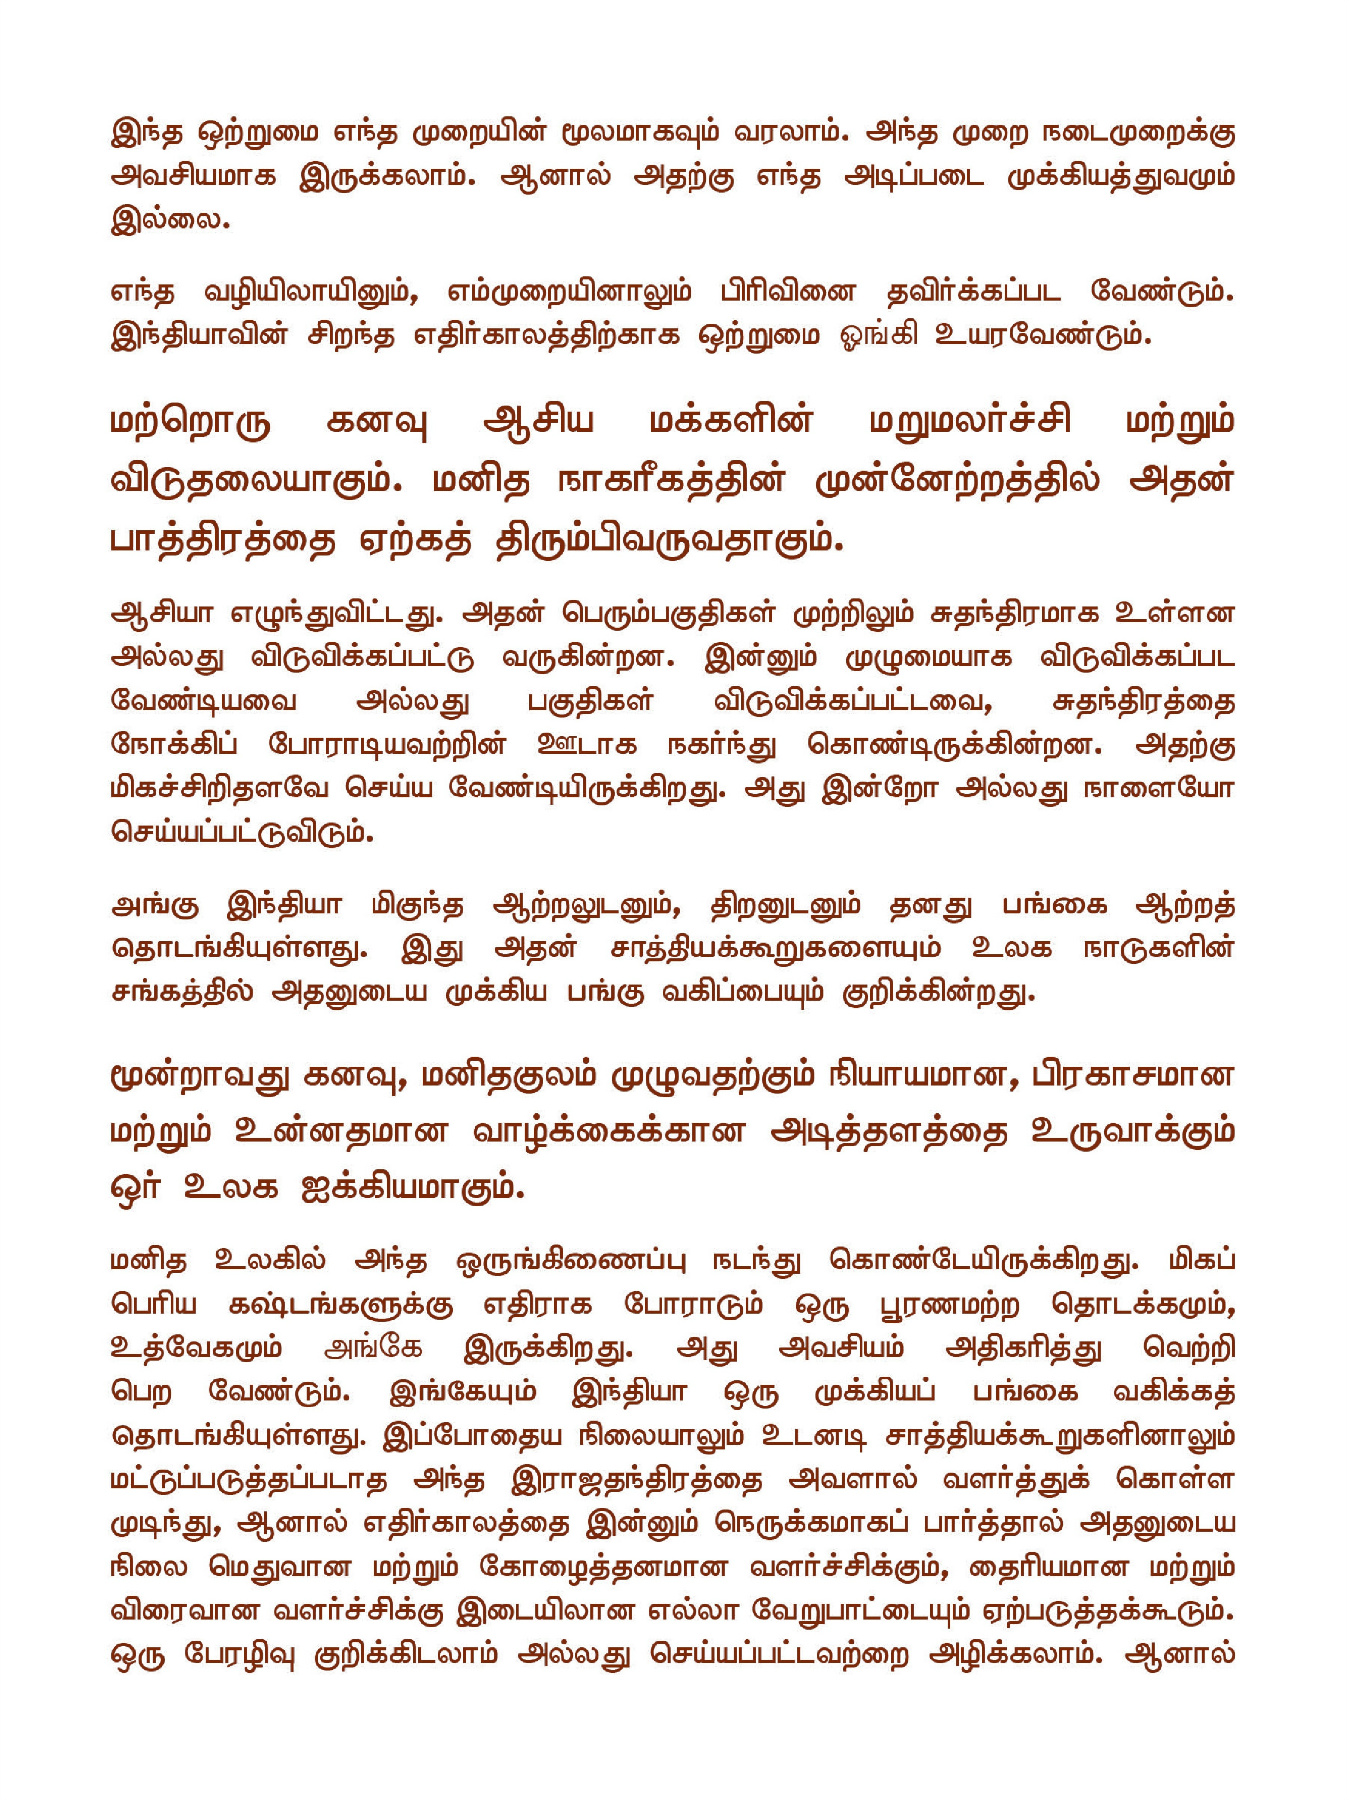 இந்த ஒற்றுமை எந்த முறையின் மூலமாகவும் வரலாம். அந்த முறை நடைமுறைக்கு
அவசியமாக இருக்கலாம். ஆனால் அதற்கு எந்த அடிப்படை முக்கியத்துவமும்
இல்லை.
எந்த வழியிலாயினும், எம்முறையினாலும் பிரிவினை தவிர்க்கப்பட வேண்டும்.
இந்தியாவின் சிறந்த எதிர்காலத்திற்காக ஒற்றுமை ஓங்கி உயரவேண்டும்.
மற்றொரு கனவு ஆசிய மக்களின் மறுமலர்ச்சி மற்றும்
விடுதலையாகும். மனித நாகரீகத்தின் முன்னேற்றத்தில் அதன்
பாத்திரத்தை ஏற்கத் திரும்பிவருவதாகும்.
ஆசியா எழுந்துவிட்டது. அதன் பெரும்பகுதிகள் முற்றிலும் சுதந்திரமாக உள்ளன
அல்லது விடுவிக்கப்பட்டு வருகின்றன. இன்னும் முழுமையாக விடுவிக்கப்பட
வேண்டியவை அல்லது பகுதிகள் விடுவிக்கப்பட்டவை, சுதந்திரத்தை
நோக்கிப் போராடியவற்றின் ஊடாக நகர்ந்து கொண்டிருக்கின்றன. அதற்கு
மிகச்சிறிதளவே செய்ய வேண்டியிருக்கிறது. அது இன்றோ அல்லது நாளையோ
செய்யப்பட்டுவிடும்.
அங்கு இந்தியா மிகுந்த ஆற்றலுடனும், திறனுடனும் தனது பங்கை ஆற்றத்
தொடங்கியுள்ளது. இது அதன் சாத்தியக்கூறுகளையும் உலக நாடுகளின்
சங்கத்தில் அதனுடைய முக்கிய பங்கு வகிப்பையும் குறிக்கின்றது.
மூன்றாவது கனவு, மனிதகுலம் முழுவதற்கும் நியாயமான, பிரகாசமான
மற்றும் உன்னதமான வாழ்க்கைக்கான அடித்தளத்தை உருவாக்கும்
ஒர் உலக ஐக்கியமாகும்.
மனித உலகில் அந்த ஒருங்கிணைப்பு நடந்து கொண்டேயிருக்கிறது. மிகப்
பெரிய கஷ்டங்களுக்கு எதிராக போராடும் ஒரு பூரணமற்ற தொடக்கமும்,
உத்வேகமும் அங்கே இருக்கிறது. அது அவசியம் அதிகரித்து வெற்றி
பெற வேண்டும். இங்கேயும் இந்தியா ஒரு முக்கியப் பங்கை வகிக்கத்
தொடங்கியுள்ளது. இப்போதைய நிலையாலும் உடனடி சாத்தியக்கூறுகளினாலும்
மட்டுப்படுத்தப்படாத அந்த இராஜதந்திரத்தை அவளால் வளர்த்துக் கொள்ள
முடிந்து, ஆனால் எதிர்காலத்தை இன்னும் நெருக்கமாகப் பார்த்தால் அதனுடைய
நிலை மெதுவான மற்றும் கோழைத்தனமான வளர்ச்சிக்கும், தைரியமான மற்றும்
விரைவான வளர்ச்சிக்கு இடையிலான எல்லா வேறுபாட்டையும் ஏற்படுத்தக்கூடும்.
ஒரு பேரழிவு குறிக்கிடலாம் அல்லது செய்யப்பட்டவற்றை அழிக்கலாம். ஆனால்